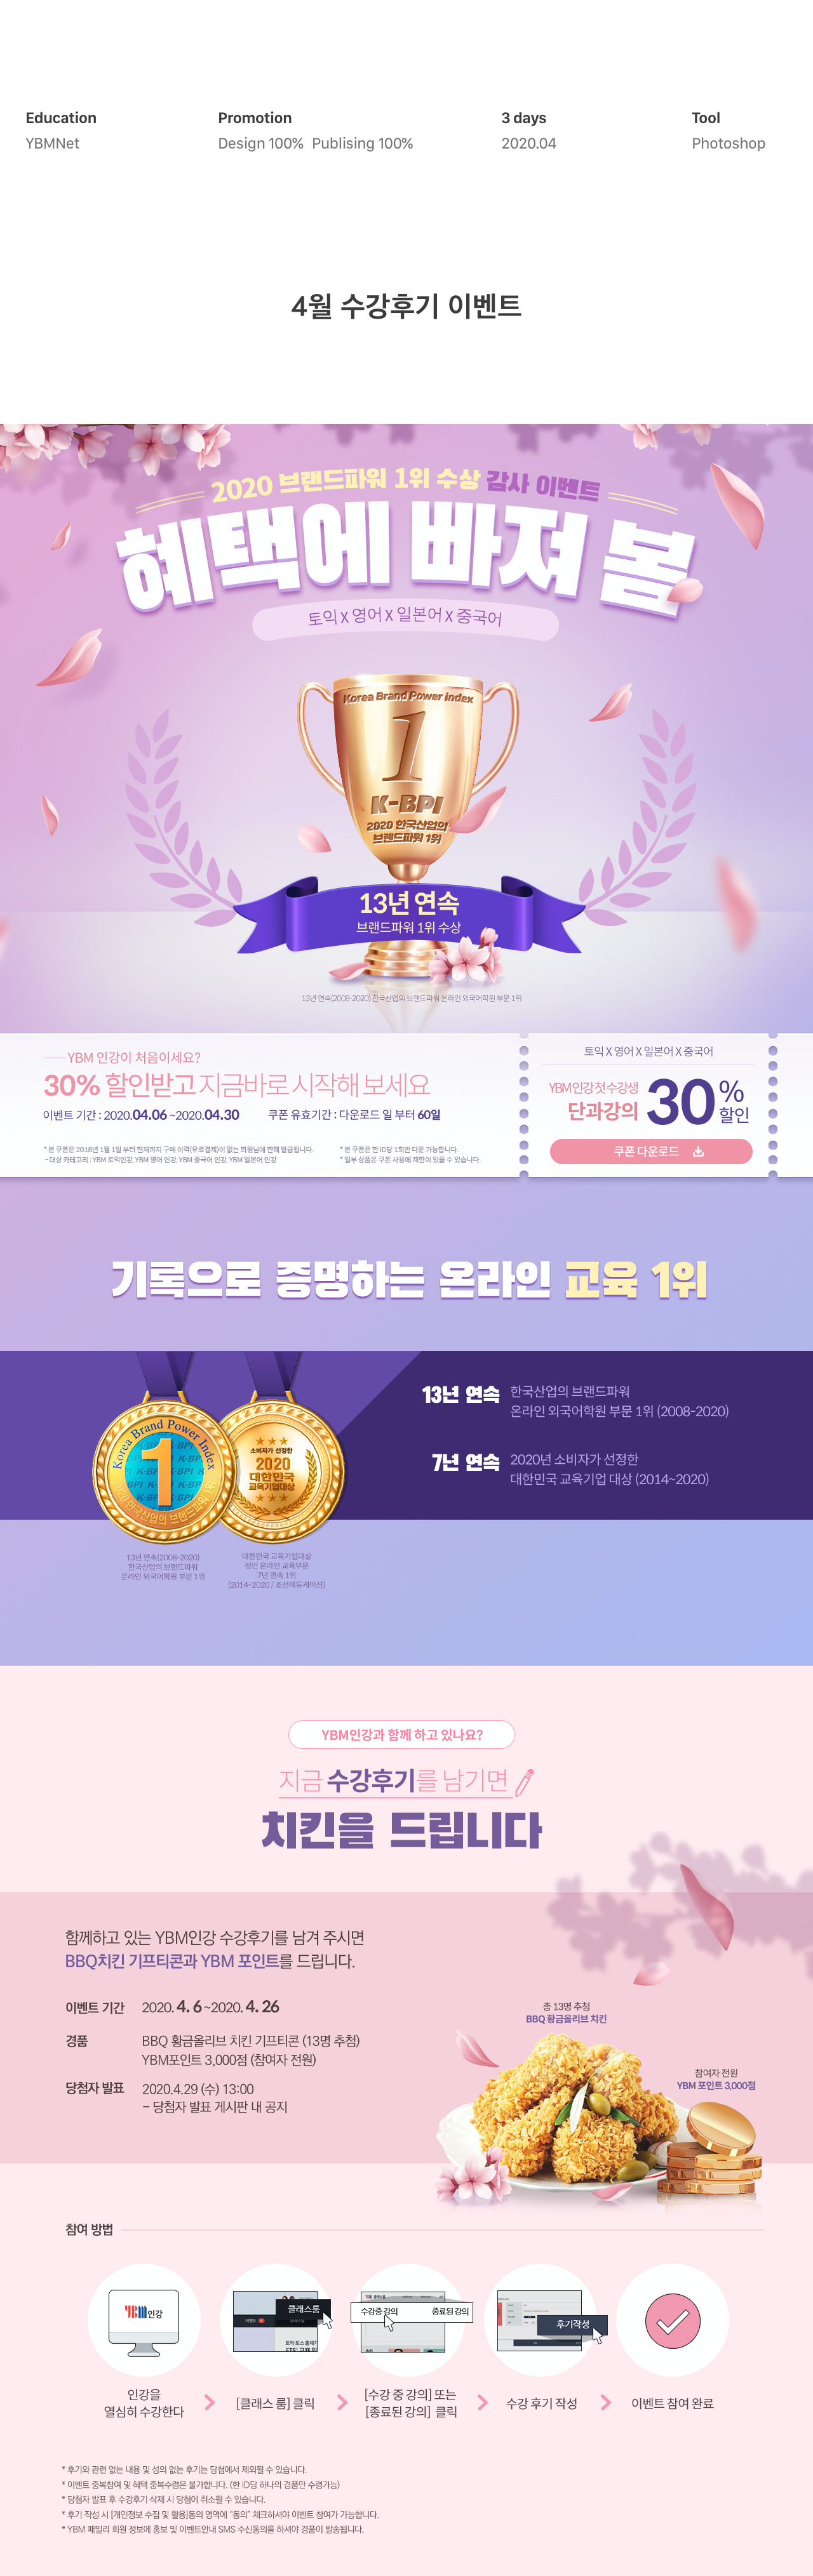 Education
YBMNet
Promotion
Design 100% Publising 100%
3 days
2020.04
Tool
Photoshop
4월 수강후기 이벤트
2020 브랜드파워 1위 수상 감사 이벤트
혜택에 빠져 봄
토익 X 영어 X 일본어 X 중국어
Korea Brand Power Index
1
K-BPI
2020 한국산업의
브랜드파워 1위
13년 연속
브랜드파워 1위 수상
13년 연속(2008-2020) 한국산업의 브랜드파워 온라인 외국어학원 부문 1위
YBM 인강이 처음이세요?
30% 할인받고 지금바로 시작해 보세요
이벤트 기간 : 2020.04.06 ~2020.04.30
쿠폰 유효기간 : 다운로드 일 부터 60일
* 본 쿠폰은 2018년 1월 1일 부터 현재까지 구매 이력(유료결제)이 없는 회원님에 한해 발급됩니다.
- 대상 카테고리 : YBM 토익인강, YBM 영어 인강, YBM 중국어 인강, YBM 일본어 인강
* 본 쿠폰은 한 ID당 1회만 다운 가능합니다.
* 일부 상품은 쿠폰 사용에 제한이 있을 수 있습니다.
토익 X 영어 X 일본어 X 중국어
YBM인강 첫수강생
단과강의
30%
할인
쿠폰 다운로드
기록으로 증명하는 온라인 교육 1위
Korea Brand Power Index
1
소비자가 선정한
2020
대한민국
교육기업대상
13년 연속(2008-2020)
한국산업의 브랜드파워
온라인 외국어학원 부문 1위
대한민국 교육기업대상
성인 온라인 교육부문
7년 연속 1위
(2014~2020 / 조선에듀케이션)
13년 연속
한국산업의 브랜드파워
온라인 외국어학원 부문 1위 (2008-2020)
7년 연속
2020년 소비자가 선정한
대한민국 교육기업 대상 (2014~2020)
YBM인강과 함께 하고 있나요?
지금 수강후기를 남기면
치킨을 드립니다
함께하고 있는 YBM인강 수강후기를 남겨 주시면
BBQ치킨 기프티콘과 YBM 포인트를 드립니다.
이벤트 기간
2020. 4. 6 ~2020. 4. 26
경품
BBQ 황금올리브 치킨 기프티콘 (13명 추첨)
YBM포인트 3,000점 (참여자 전원)
당첨자 발표
2020.4.29 (수) 13:00
– 당첨자 발표 게시판 내 공지
총 13명 추첨
BBQ 황금올리브 치킨
참여자 전원
YBM 포인트 3,000점
참여 방법
YBM인강
클래스룸
수강중 강의
종료된 강의
후기작성
인강을
열심히 수강한다
[클래스 룸] 클릭
[수강 중 강의] 또는
[종료된 강의] 클릭
수강 후기 작성
이벤트 참여 완료
* 후기와 관련 없는 내용 및 성의 없는 후기는 당첨에서 제외될 수 있습니다.
* 이벤트 중복참여 및 혜택 중복수령은 불가합니다. (한 ID당 하나의 경품만 수령가능)
* 당첨자 발표 후 수강후기 삭제 시 당첨이 취소될 수 있습니다.
* 후기 작성 시 [개인정보 수집 및 활용]동의 영역에 "동의" 체크하셔야 이벤트 참여가 가능합니다.
* YBM 패밀리 회원 정보에 홍보 및 이벤트안내 SMS 수신동의를 하셔야 경품이 발송됩니다.